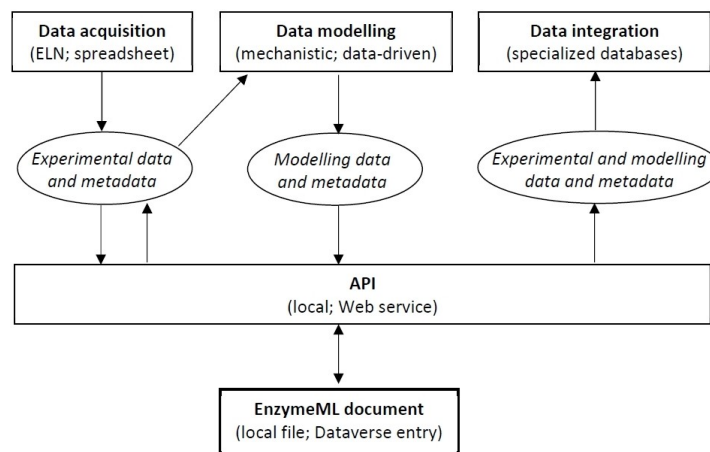 Data acquisition
(ELN; spreadsheet)
Data modelling
(mechanistic; data-driven)
Data integration
(specialized databases)
Experimental data
and metadata
Modelling data
and metadata
Experimental and modelling
data and metadata
API
(local; Web service)
EnzymeML document
(local file; Dataverse entry)